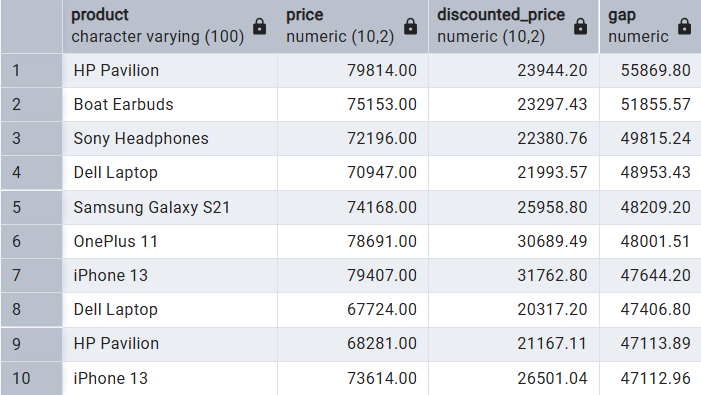 product price discounted_price gap
character varying (100) numeric (10,2) numeric (10,2) numeric
1 HP Pavilion 79814.00 23944.20 55869.80
2 Boat Earbuds 75153.00 23297.43 51855.57
3 Sony Headphones 72196.00 22380.76 49815.24
4 Dell Laptop 70947.00 21993.57 48953.43
5 Samsung Galaxy S21 74168.00 25958.80 48209.20
6 OnePlus 11 78691.00 30689.49 48001.51
7 iPhone 13 79407.00 31762.80 47644.20
8 Dell Laptop 67724.00 20317.20 47406.80
9 HP Pavilion 68281.00 21167.11 47113.89
10 iPhone 13 73614.00 26501.04 47112.96